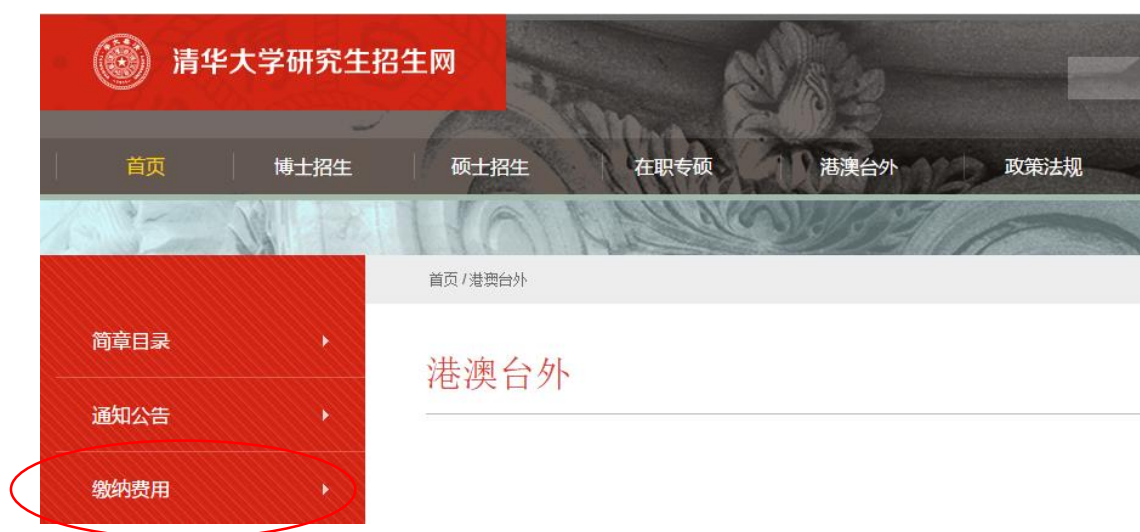 清华大学研究生招生网
首页 博士招生 硕士招生 在职专硕 港澳台外 政策法规
首页 / 港澳台外
简章目录
港澳台外
通知公告
缴纳费用